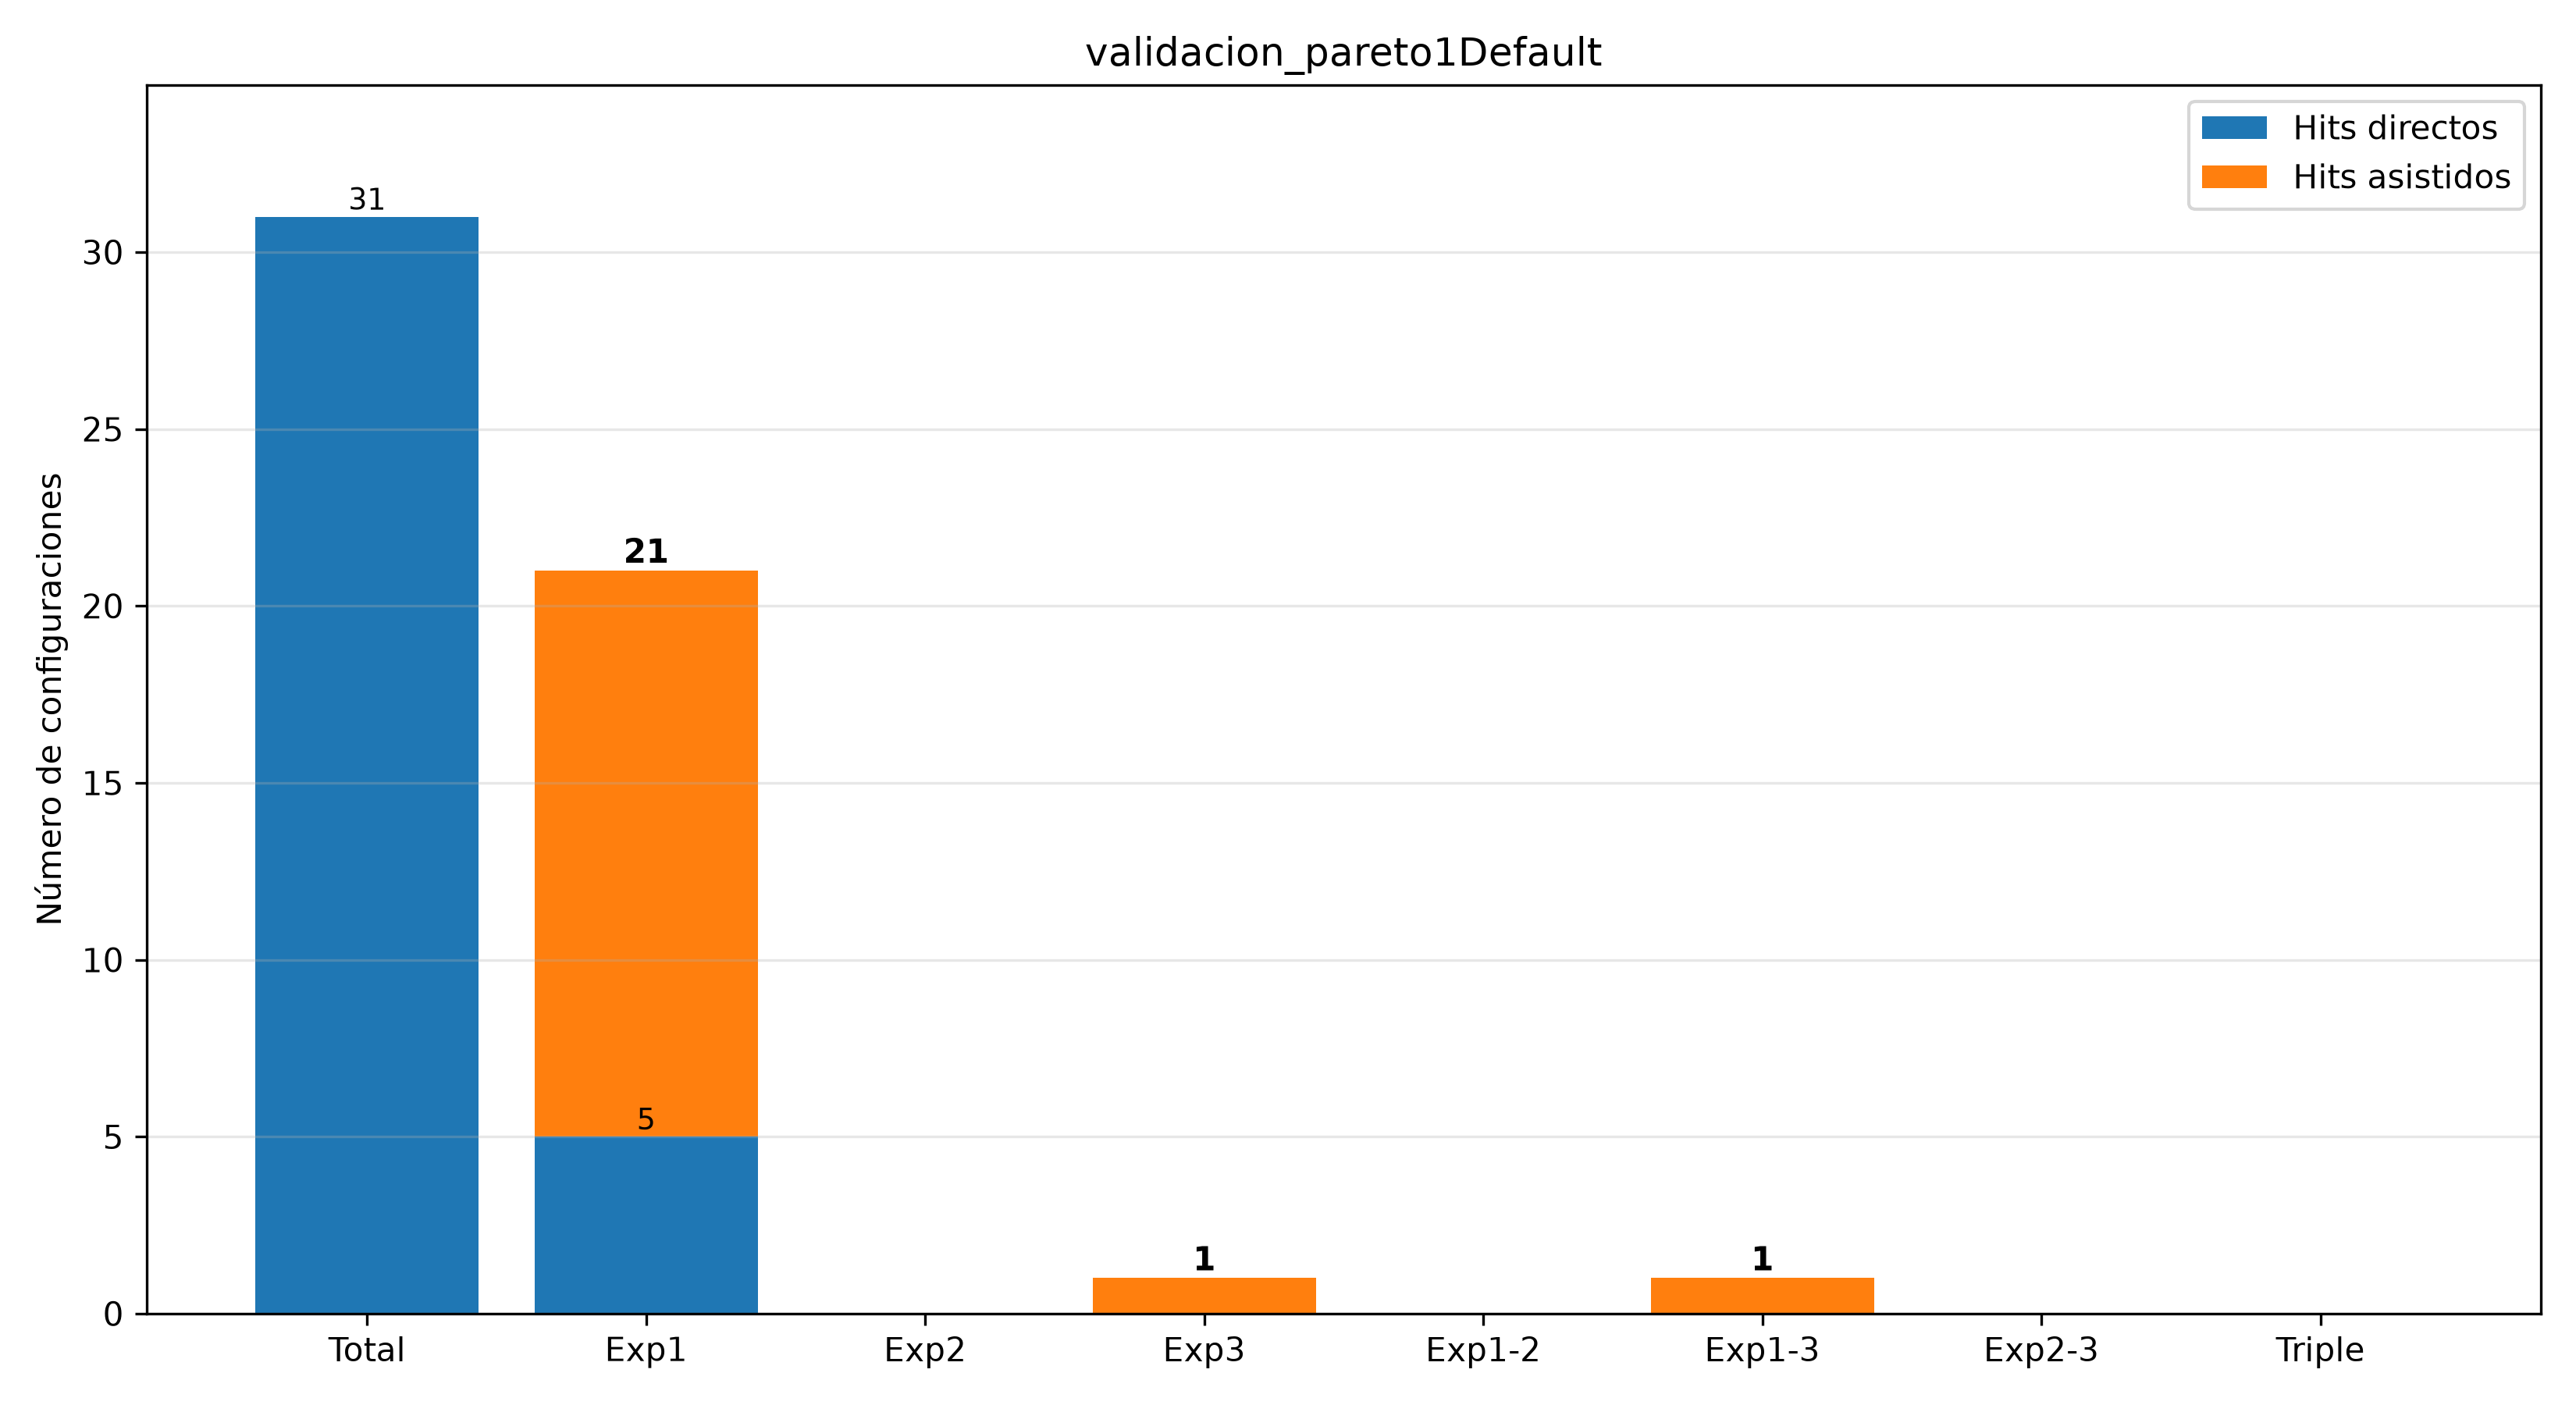 validacion_pareto1Default
Hits directos
Hits asistidos
Número de configuraciones
30
25
20
15
10
5
0
31
21
5
1
1
Total Exp1 Exp2 Exp3 Exp1-2 Exp1-3 Exp2-3 Triple